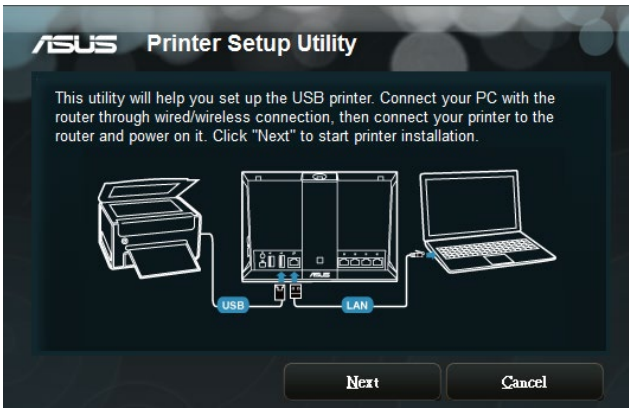 ASUS Printer Setup Utility
This utility will help you set up the USB printer. Connect your PC with the
router through wired/wireless connection, then connect your printer to the
router and power on it. Click "Next" to start printer installation.
ASUS
USB
LAN
Next
Cancel